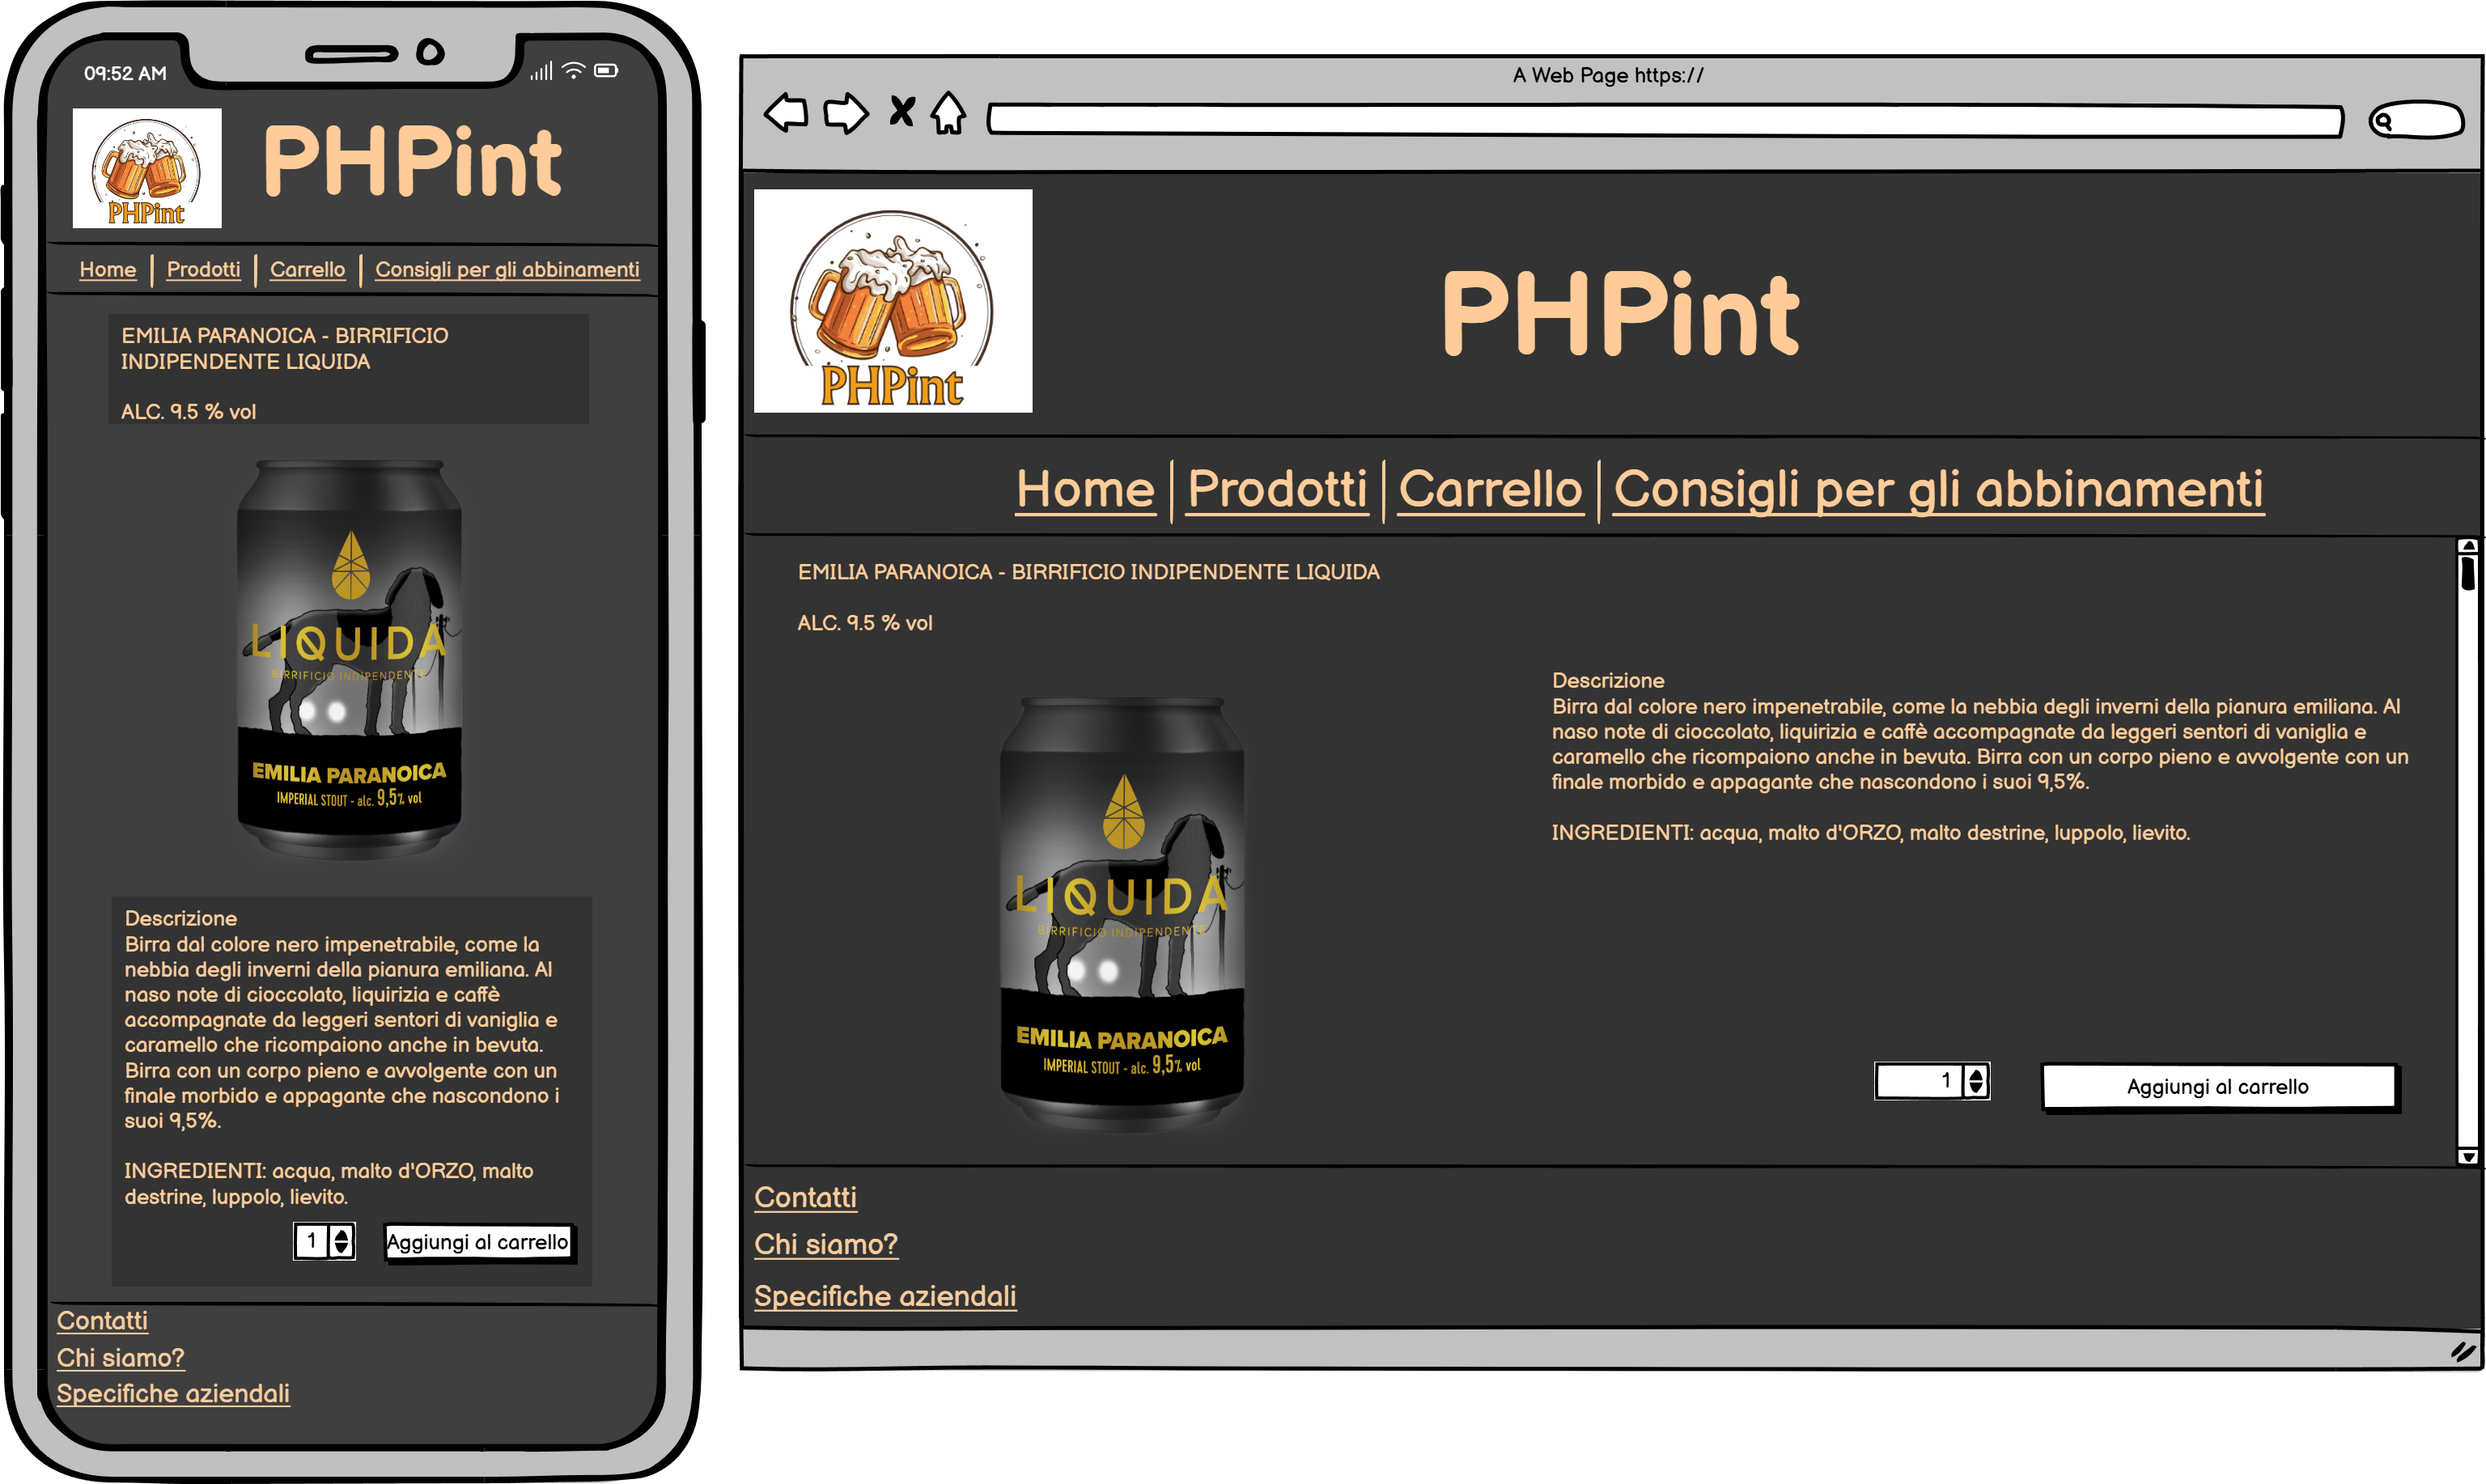 09:52 AM
PHPint
PHPint
Home
Prodotti
Carrello
Consigli per gli abbinamenti
EMILIA PARANOICA - BIRRIFICIO
INDIPENDENTE LIQUIDA
ALC. 9.5 % vol
LIQUIDA
BIRRIFICIO INDIPENDENTE
EMILIA PARANOICA
IMPERIAL STOUT - alc. 9,5% vol
Descrizione
Birra dal colore nero impenetrabile, come la
nebbia degli inverni della pianura emiliana. Al
naso note di cioccolato, liquirizia e caffè
accompagnate da leggeri sentori di vaniglia e
caramello che ricompaiono anche in bevuta.
Birra con un corpo pieno e avvolgente con un
finale morbido e appagante che nascondono i
suoi 9,5%.
INGREDIENTI: acqua, malto d'ORZO, malto
destrine, luppolo, lievito.
1
Aggiungi al carrello
Contatti
Chi siamo?
Specifiche aziendali
A Web Page https://
PHPint
PHPint
Home
Prodotti
Carrello
Consigli per gli abbinamenti
EMILIA PARANOICA - BIRRIFICIO INDIPENDENTE LIQUIDA
ALC. 9.5 % vol
LIQUIDA
BIRRIFICIO INDIPENDENTE
EMILIA PARANOICA
IMPERIAL STOUT - alc. 9,5% vol
Descrizione
Birra dal colore nero impenetrabile, come la nebbia degli inverni della pianura emiliana. Al
naso note di cioccolato, liquirizia e caffè accompagnate da leggeri sentori di vaniglia e
caramello che ricompaiono anche in bevuta. Birra con un corpo pieno e avvolgente con un
finale morbido e appagante che nascondono i suoi 9,5%.
INGREDIENTI: acqua, malto d'ORZO, malto destrine, luppolo, lievito.
1
Aggiungi al carrello
Contatti
Chi siamo?
Specifiche aziendali